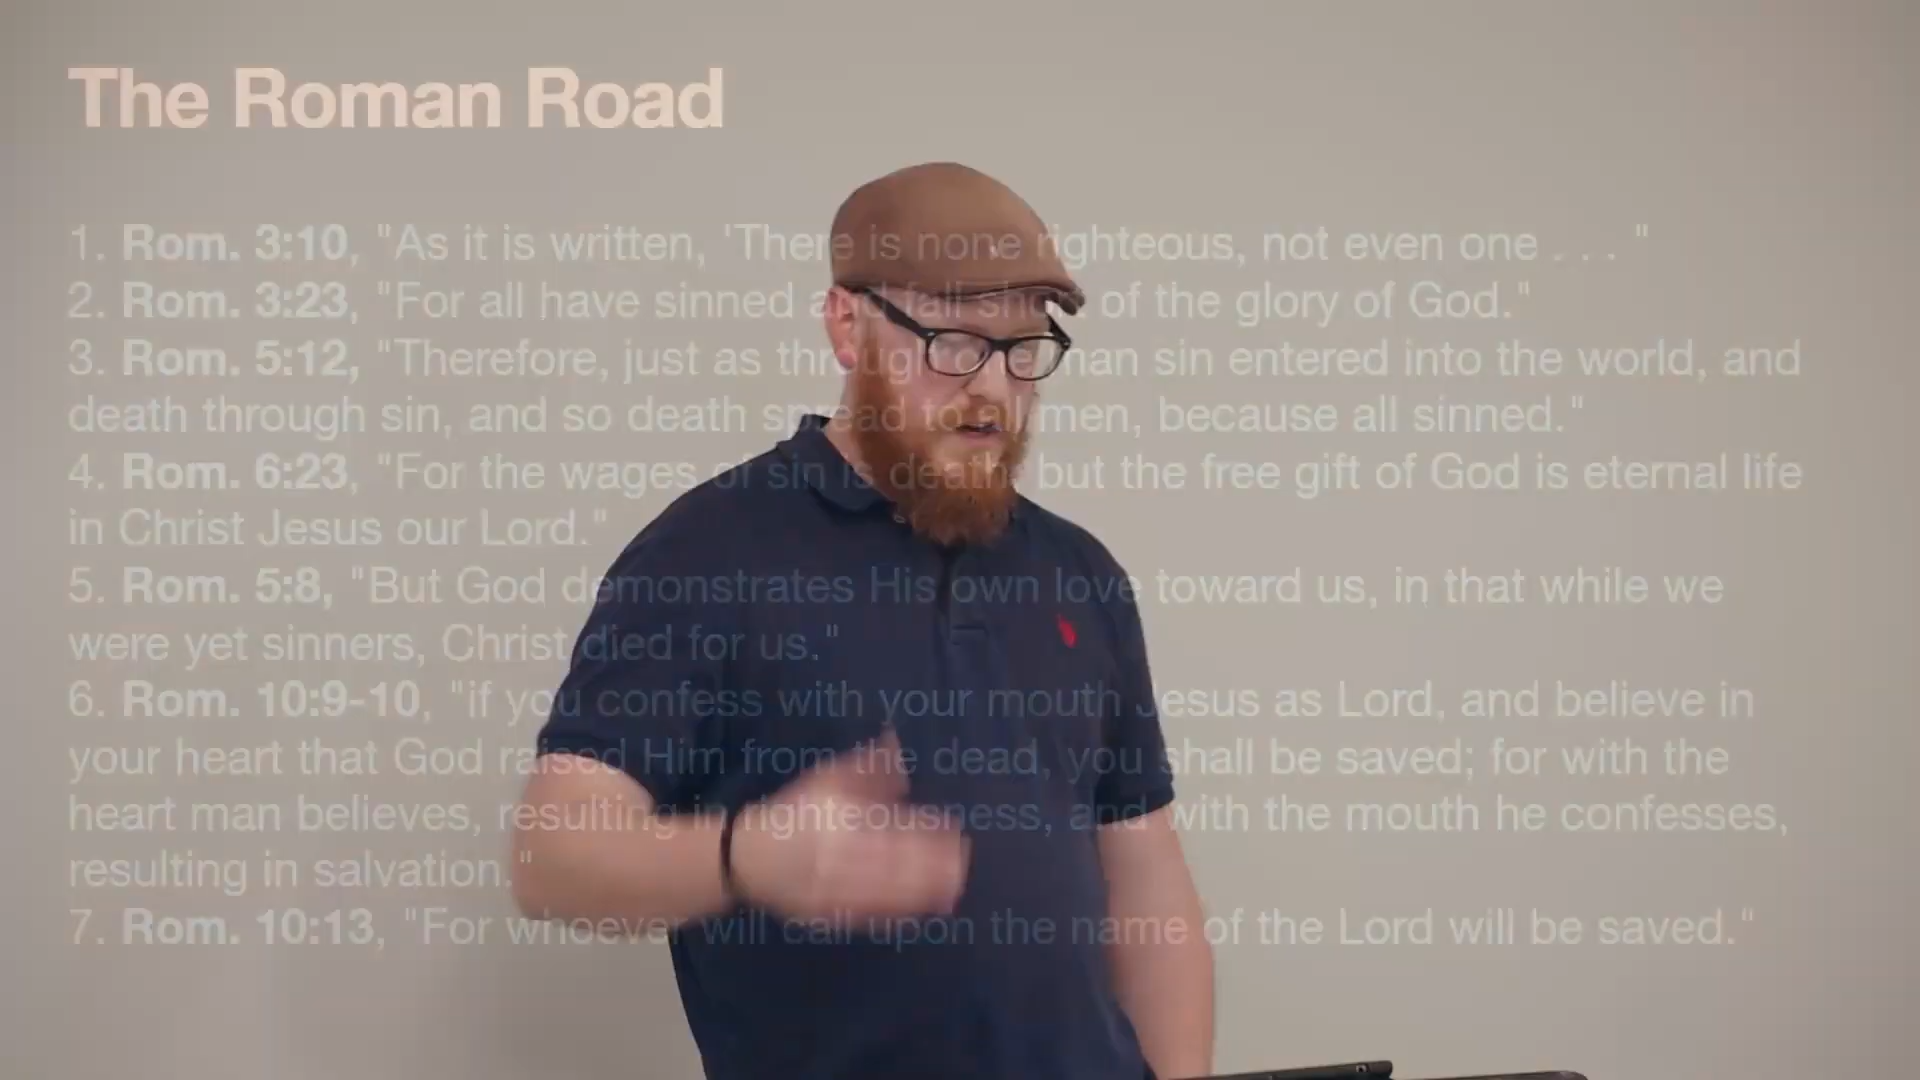 The Roman Road
1. Rom. 3:10, "As it is written, 'There is none righteous, not even one . . . "
2. Rom. 3:23, "For all have sinned and fall short of the glory of God."
3. Rom. 5:12, "Therefore, just as through one man sin entered into the world, and
death through sin, and so death spread to all men, because all sinned."
4. Rom. 6:23, "For the wages of sin is death, but the free gift of God is eternal life
in Christ Jesus our Lord."
5. Rom. 5:8, "But God demonstrates His own love toward us, in that while we
were yet sinners, Christ died for us."
6. Rom. 10:9-10, "if you confess with your mouth Jesus as Lord, and believe in
your heart that God raised Him from the dead, you shall be saved; for with the
heart man believes, resulting in righteousness, and with the mouth he confesses,
resulting in salvation."
7. Rom. 10:13, "For whoever will call upon the name of the Lord will be saved."